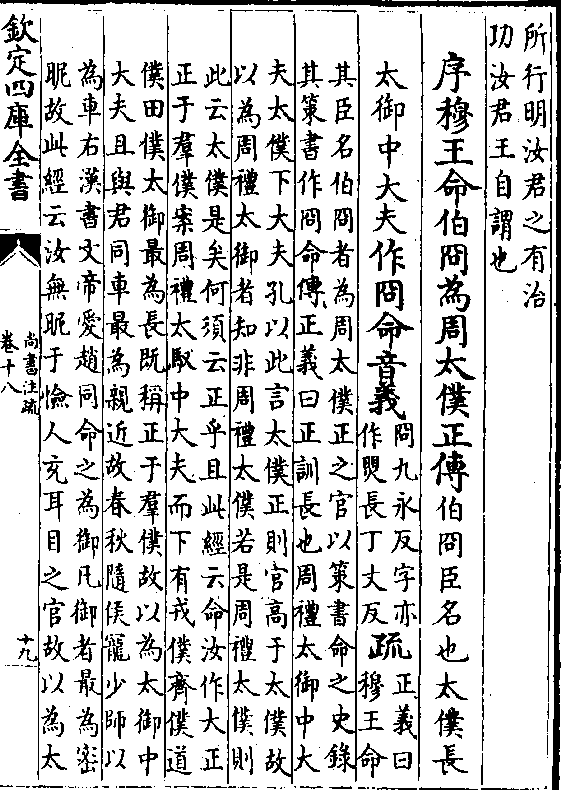 所行明汝君之有治
功汝君王自謂也
序穆王命伯冏為周太僕正傳伯冏臣名也太僕長
太御中大夫作冏命音義冏九永反字亦
作煛長丁丈反疏正義曰
穆王命
其臣名伯冏者為周太僕正之官以策書命之史錄
其策書作冏命傳正義曰正訓長也周禮太御中大
夫太僕下大夫孔以此言太僕正則官高于太僕故
以為周禮太御者知非周禮太僕若是周禮太僕則
此云太僕是矣何須云正乎且此經云命汝作大正
正于羣僕案周禮太馭中大夫而下有戎僕齊僕道
僕田僕太御最為長既稱正于羣僕故以為太御中
大夫且與君同車最為親近故春秋隨侯寵少師以
為車右漢書文帝愛趙同命之為御凡御者最為密
昵故此經云汝無昵于憸人充耳目之官故以為太
欽定四庫全書
尚書注疏
卷十八
十九